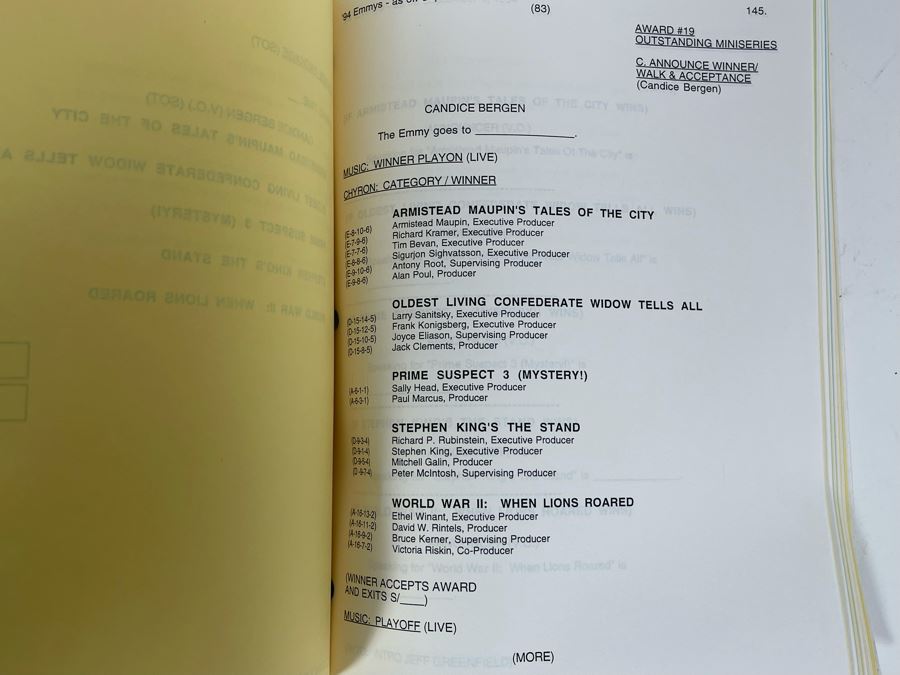 '94 Emmys - as of
(83)
145.
AWARD #19
OUTSTANDING MINISERIES
C. ANNOUNCE WINNER/
WALK & ACCEPTANCE
(Candice Bergen)
CANDICE BERGEN
The Emmy goes to ________________.
MUSIC: WINNER PLAYON (LIVE)
CHYRON: CATEGORY / WINNER
ARMISTEAD MAUPIN'S TALES OF THE CITY
Armistead Maupin, Executive Producer
(E-8-10-6) Richard Kramer, Executive Producer
(E-7-9-6) Tim Bevan, Executive Producer
(E-7-7-6) Sigurjon Sighvatsson, Executive Producer
(E-8-8-6) Antony Root, Supervising Producer
(E-9-10-6) Alan Poul, Producer
(E-9-8-6)
OLDEST LIVING CONFEDERATE WIDOW TELLS ALL
(D-15-14-5) Larry Sanitsky, Executive Producer
(D-15-12-5) Frank Konigsberg, Executive Producer
(D-15-10-5) Joyce Eliason, Supervising Producer
(D-15-8-5) Jack Clements, Producer
PRIME SUSPECT 3 (MYSTERY!)
(A-6-1-1) Sally Head, Executive Producer
(A-6-3-1) Paul Marcus, Producer
STEPHEN KING'S THE STAND
(D-9-3-4) Richard P. Rubinstein, Executive Producer
(D-9-1-4) Stephen King, Executive Producer
(D-9-5-4) Mitchell Galin, Producer
(D-9-7-4) Peter McIntosh, Supervising Producer
WORLD WAR II: WHEN LIONS ROARED
(A-16-13-2) Ethel Winant, Executive Producer
(A-16-11-2) David W. Rintels, Producer
(A-16-9-2) Bruce Kerner, Supervising Producer
(A-16-7-2) Victoria Riskin, Co-Producer
(WINNER ACCEPTS AWARD
AND EXITS S/____)
MUSIC: PLAYOFF (LIVE)
(MORE)